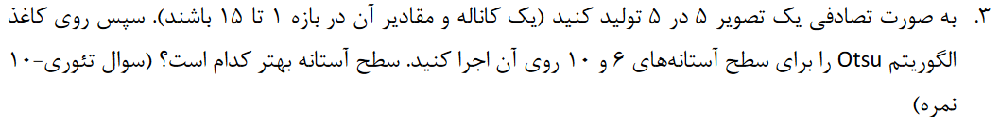 ۳. به صورت تصادفی یک تصویر ۵ در ۵ تولید کنید (یک کاناله و مقادیر آن در بازه ۱ تا ۱۵ باشند). سپس روی کاغذ
الگوریتم Otsu را برای سطح آستانه‌های ۶ و ۱۰ روی آن اجرا کنید. سطح آستانه بهتر کدام است؟ (سوال تئوری-۱۰
نمره)